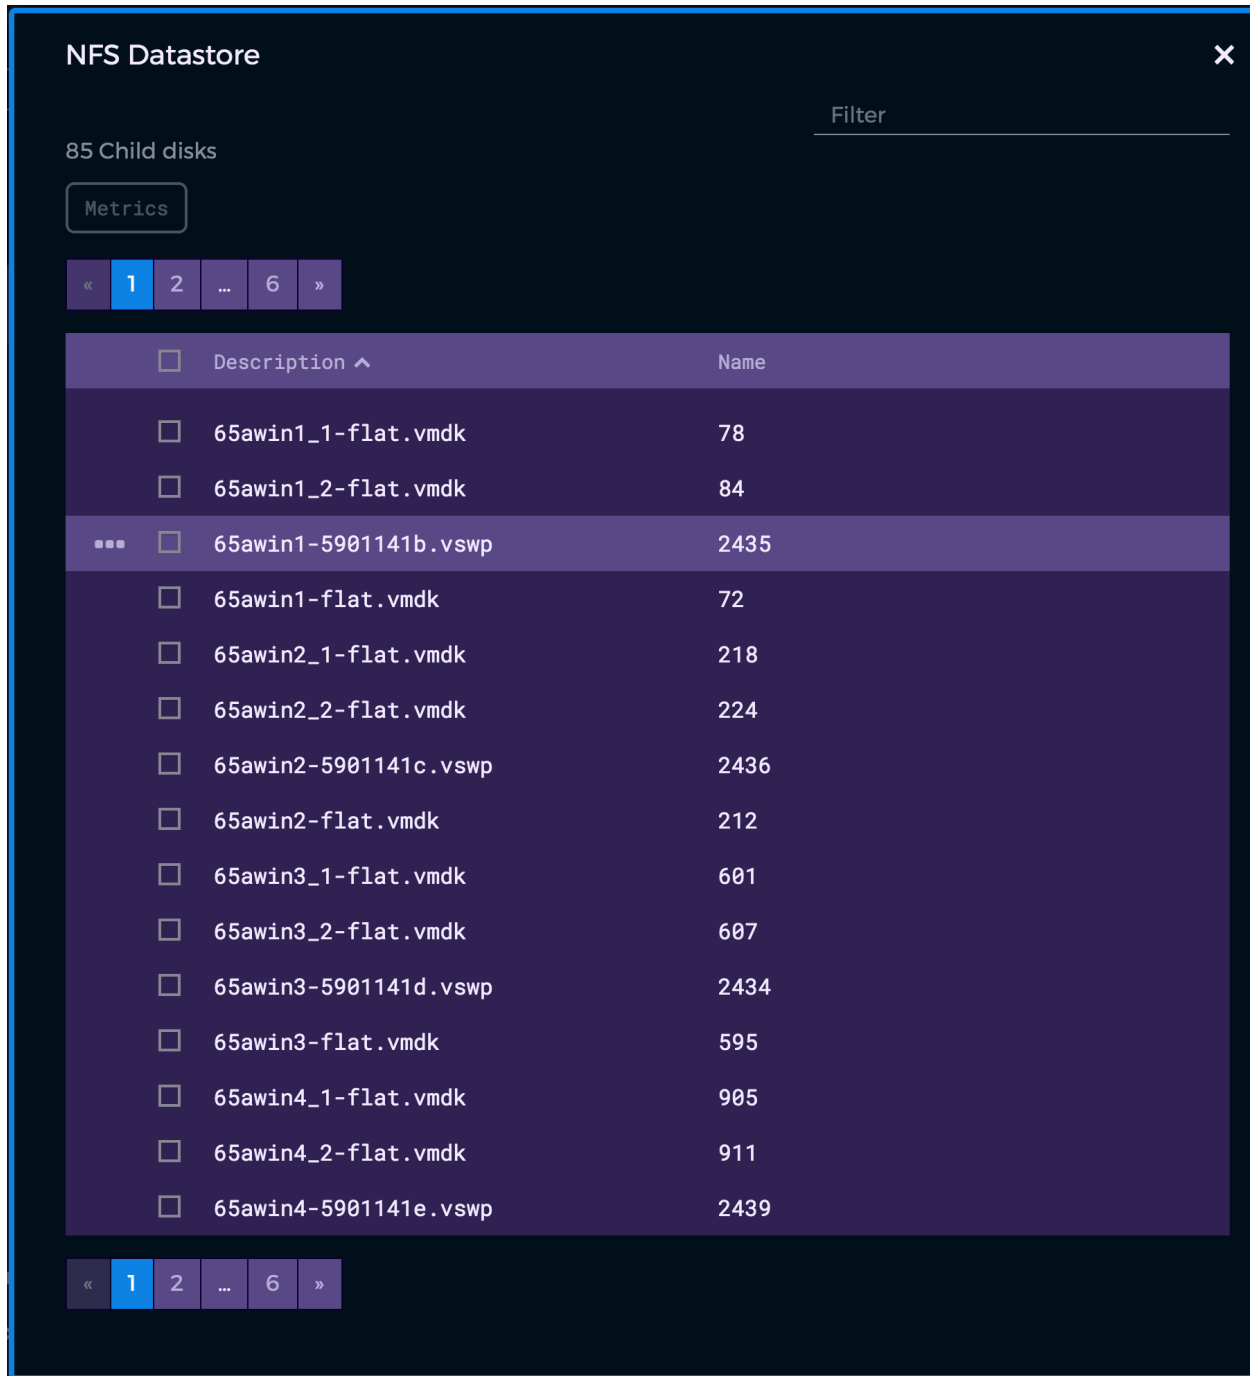 NFS Datastore ×
Filter
85 Child disks
Metrics
« 1 2 ... 6 »
Description Name
65awin1_1-flat.vmdk 78
65awin1_2-flat.vmdk 84
65awin1-5901141b.vswp 2435
65awin1-flat.vmdk 72
65awin2_1-flat.vmdk 218
65awin2_2-flat.vmdk 224
65awin2-5901141c.vswp 2436
65awin2-flat.vmdk 212
65awin3_1-flat.vmdk 601
65awin3_2-flat.vmdk 607
65awin3-5901141d.vswp 2434
65awin3-flat.vmdk 595
65awin4_1-flat.vmdk 905
65awin4_2-flat.vmdk 911
65awin4-5901141e.vswp 2439
« 1 2 ... 6 »